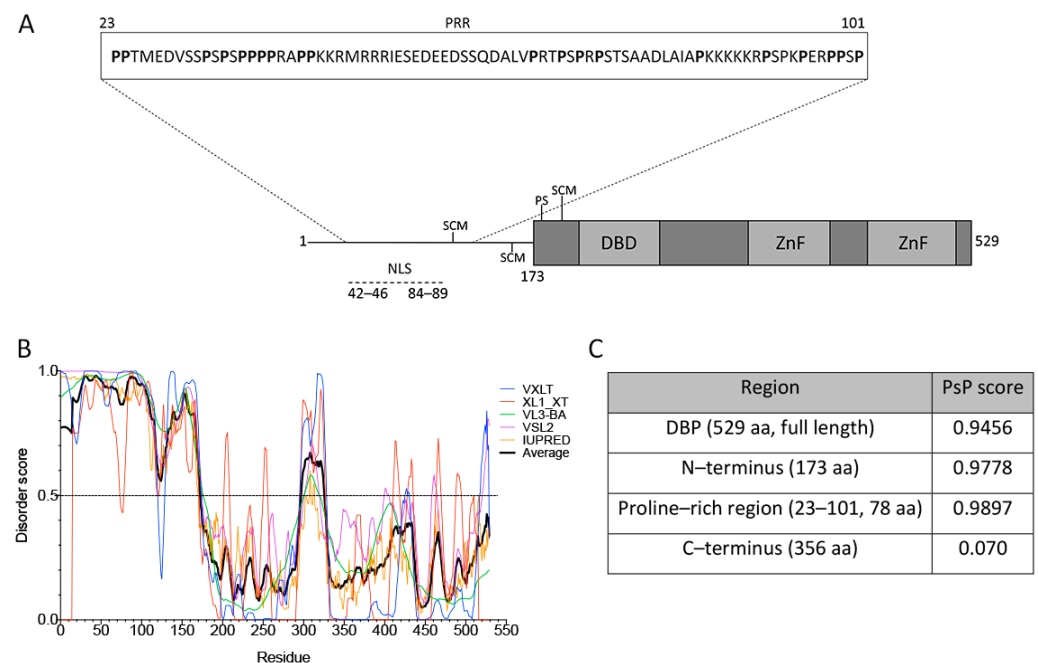 A
23
PRR
101
PPTMEDVSSPSPSPPPPRAPPKKRMRRRIESEDEEDSSQDALVPRTPSPRPSTSAADLAIAPKKKKKRPSPKPERPPSP
SCM
PS
SCM
1
DBD
ZnF
ZnF
529
SCM
173
NLS
42–46 84–89
B
1.0
0.5
0.0
Disorder score
0 50 100 150 200 250 300 350 400 450 500 550
Residue
VXLT
XL1_XT
VL3-BA
VSL2
IUPRED
Average
C
Region PsP score
DBP (529 aa, full length) 0.9456
N–terminus (173 aa) 0.9778
Proline–rich region (23–101, 78 aa) 0.9897
C–terminus (356 aa) 0.070